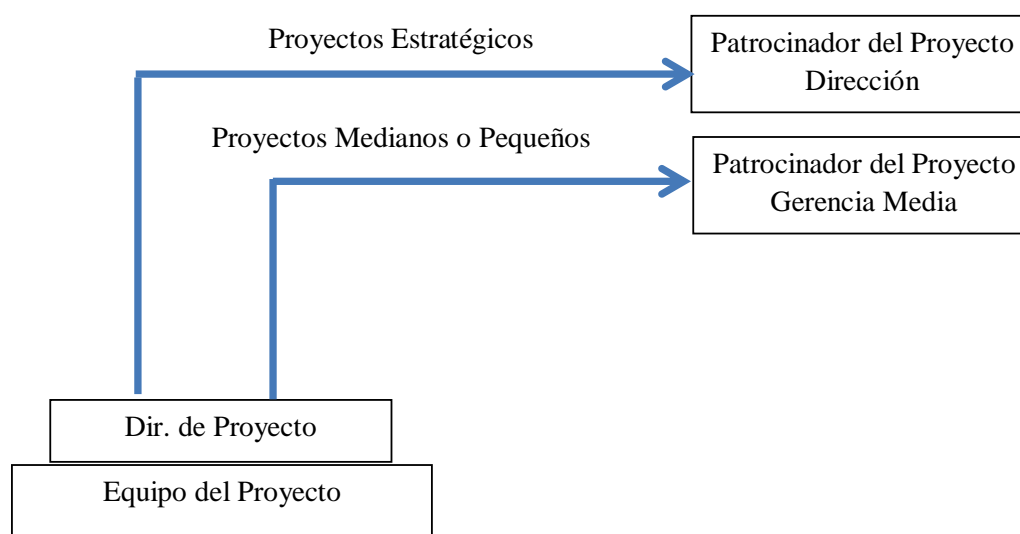 Proyectos Estratégicos
Patrocinador del Proyecto
Dirección
Proyectos Medianos o Pequeños
Patrocinador del Proyecto
Gerencia Media
Dir. de Proyecto
Equipo del Proyecto